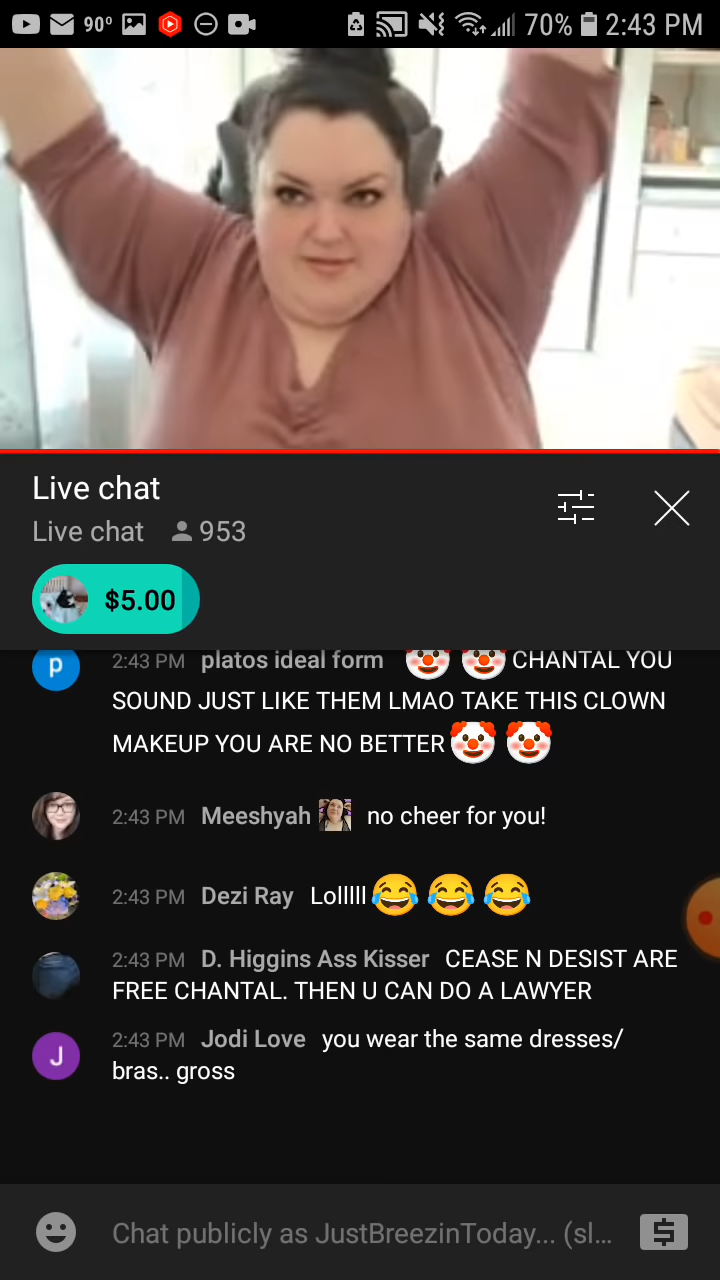 90° 70% 2:43 PM
Live chat
Live chat 953
$5.00
p 2:43 PM platos ideal form 🤡 🤡 CHANTAL YOU
SOUND JUST LIKE THEM LMAO TAKE THIS CLOWN
MAKEUP YOU ARE NO BETTER 🤡 🤡
2:43 PM Meeshyah no cheer for you!
2:43 PM Dezi Ray Lolllll 😂 😂 😂
2:43 PM D. Higgins Ass Kisser CEASE N DESIST ARE
FREE CHANTAL. THEN U CAN DO A LAWYER
J 2:43 PM Jodi Love you wear the same dresses/
bras.. gross
Chat publicly as JustBreezinToday... (sl...